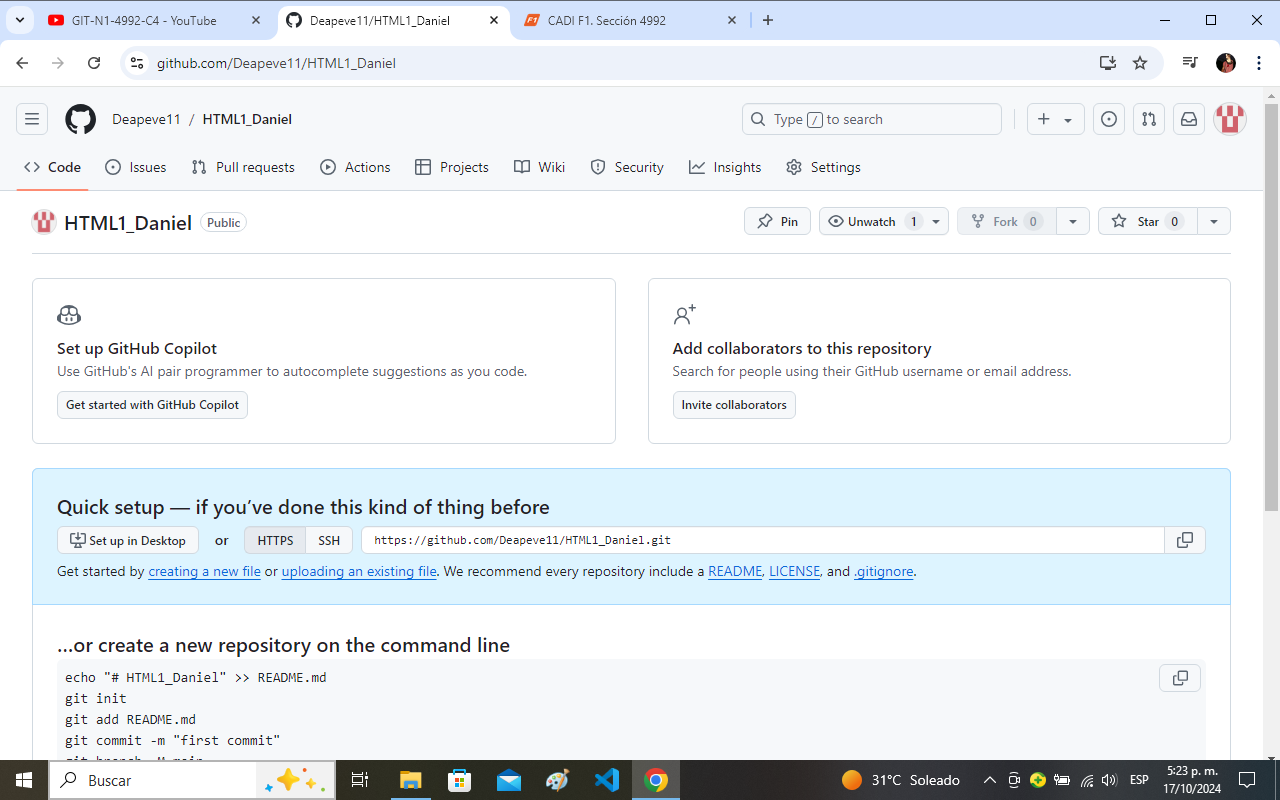 GIT-N1-4992-C4 - YouTube
Deapeve11/HTML1_Daniel
CADI F1. Sección 4992
github.com/Deapeve11/HTML1_Daniel
Deapeve11 / HTML1_Daniel
Type / to search
Code Issues Pull requests Actions Projects Wiki Security Insights Settings
HTML1_Daniel Public
Pin Unwatch 1 Fork 0 Star 0
Set up GitHub Copilot
Use GitHub's AI pair programmer to autocomplete suggestions as you code.
Get started with GitHub Copilot
Add collaborators to this repository
Search for people using their GitHub username or email address.
Invite collaborators
Quick setup — if you’ve done this kind of thing before
Set up in Desktop or HTTPS SSH https://github.com/Deapeve11/HTML1_Daniel.git
Get started by creating a new file or uploading an existing file. We recommend every repository include a README, LICENSE, and .gitignore.
…or create a new repository on the command line
echo "# HTML1_Daniel" >> README.md
git init
git add README.md
git commit -m "first commit"
git branch -M main
Buscar
31°C Soleado
ESP
5:23 p. m.
17/10/2024